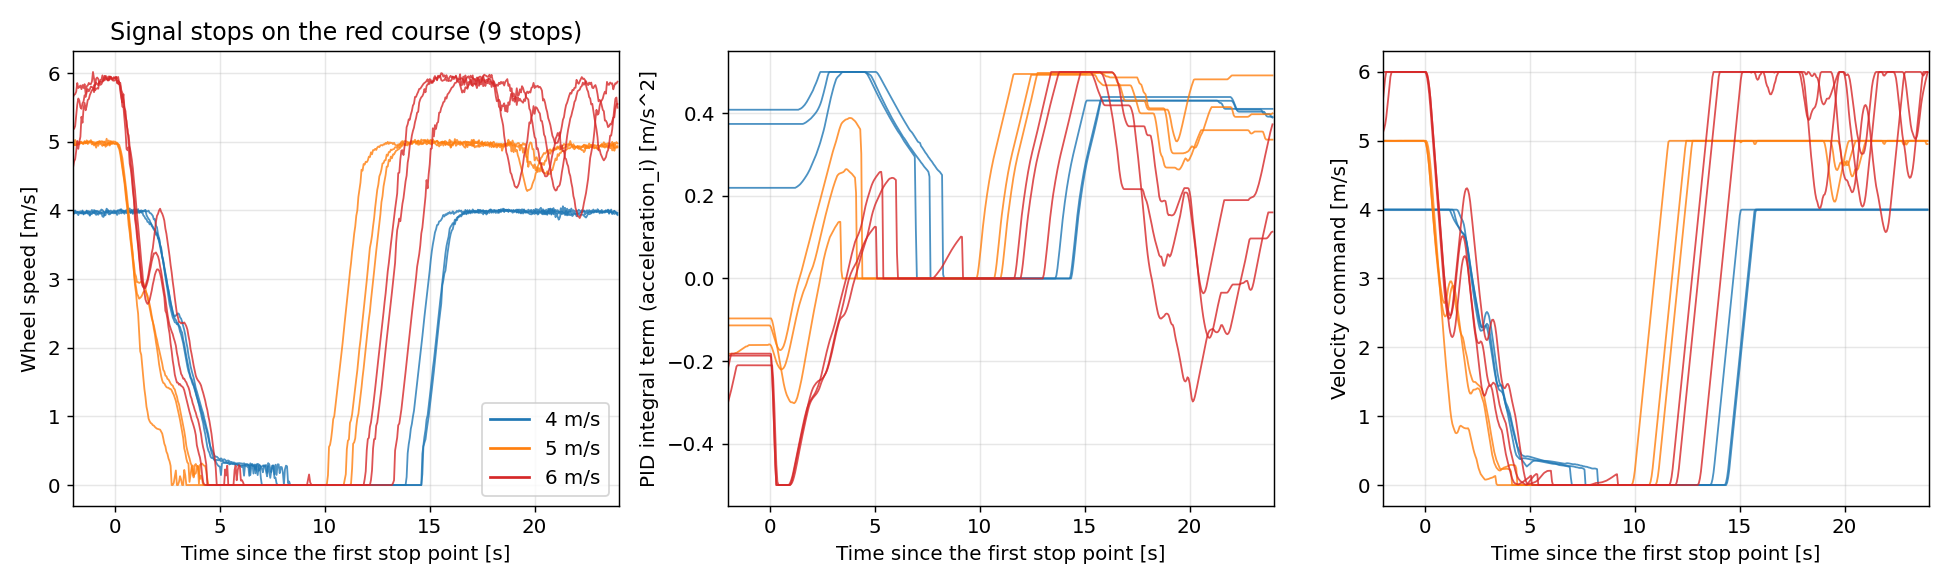 Signal stops on the red course (9 stops)
Wheel speed [m/s]
6
5
4
3
2
1
0
0 5 10 15 20
Time since the first stop point [s]
4 m/s
5 m/s
6 m/s
PID integral term (acceleration_i) [m/s^2]
0.4
0.2
0.0
−0.2
−0.4
0 5 10 15 20
Time since the first stop point [s]
Velocity command [m/s]
6
5
4
3
2
1
0
0 5 10 15 20
Time since the first stop point [s]